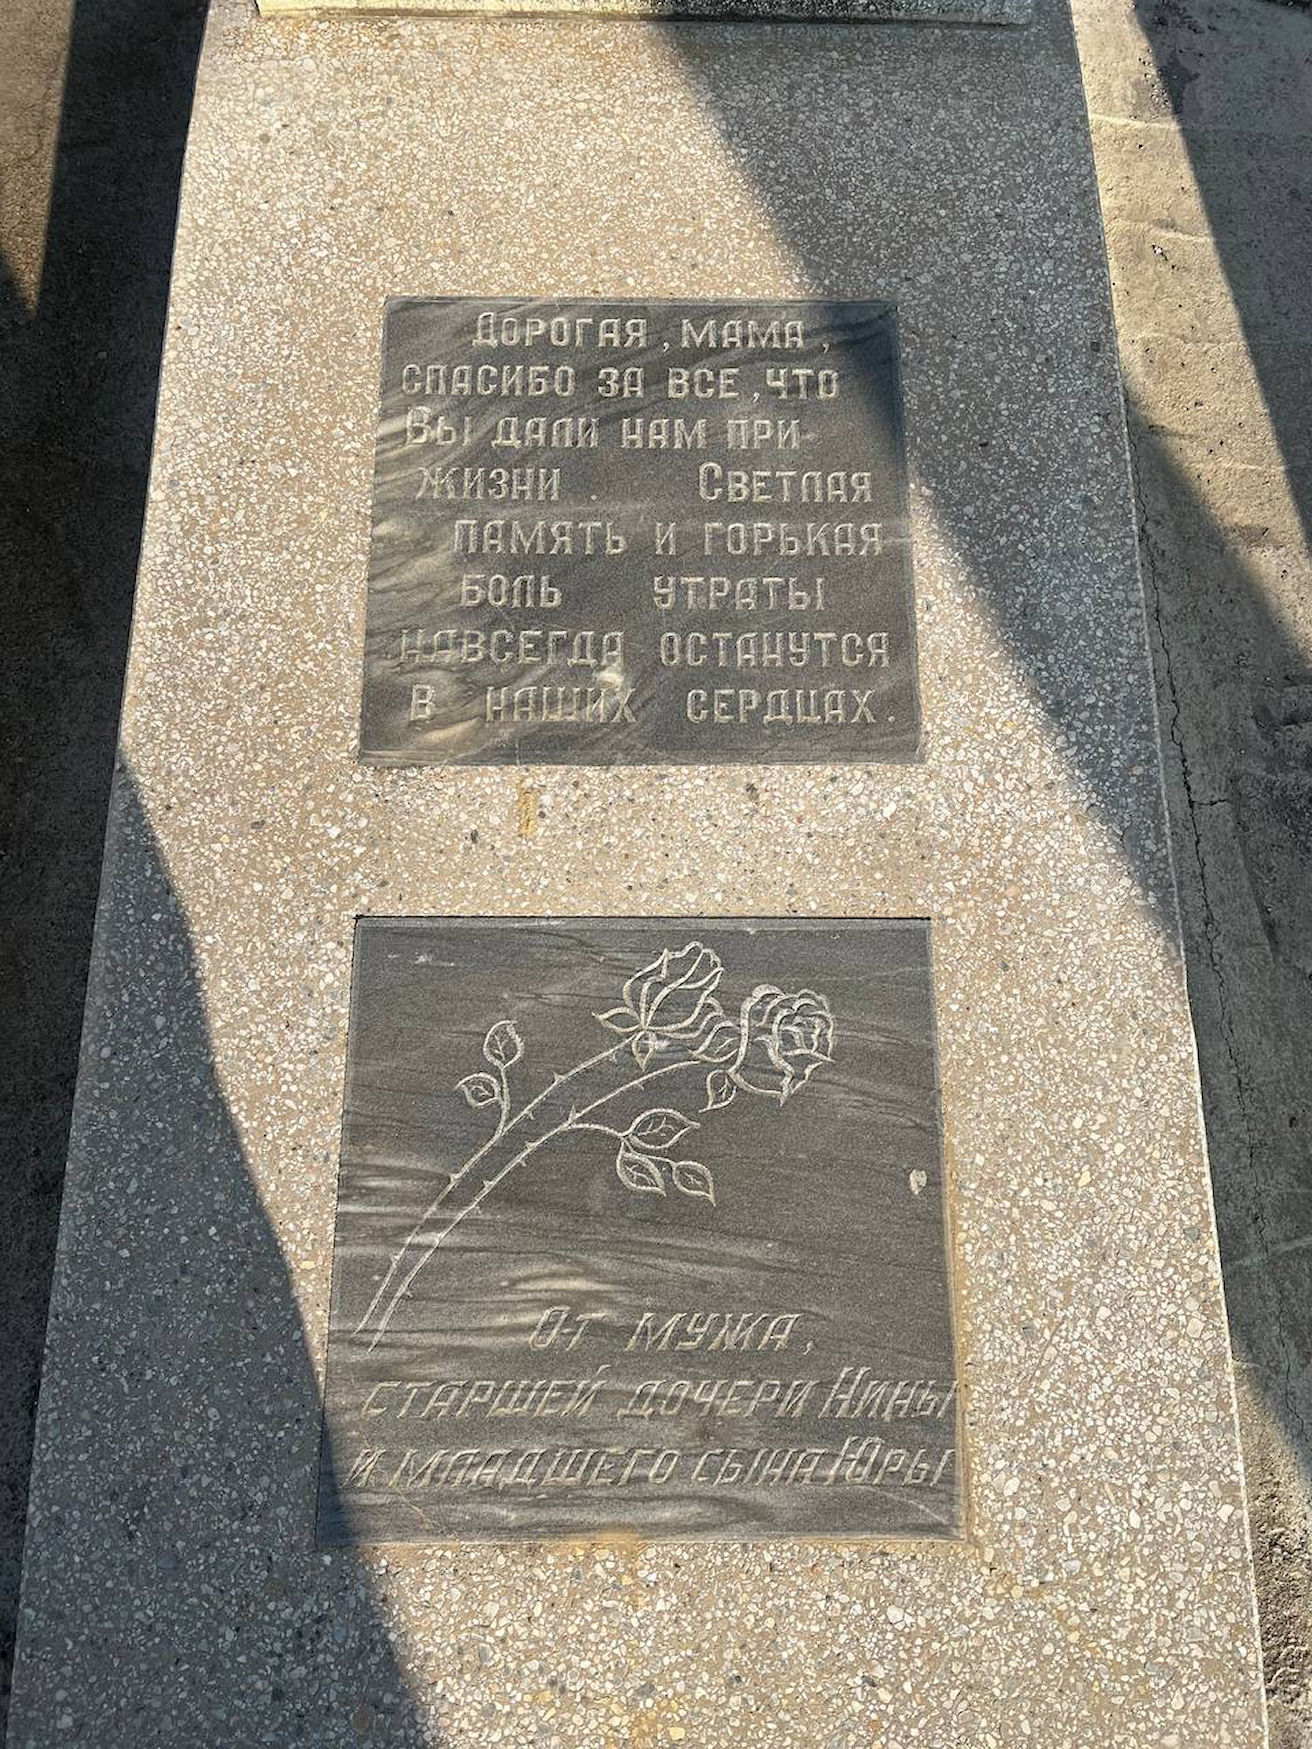 Дорогая, мама,
спасибо за все, что
Вы дали нам при
жизни. Светлая
память и горькая
боль утраты
навсегда останутся
в наших сердцах.
От мужа,
старшей дочери Нины
и младшего сына Юры